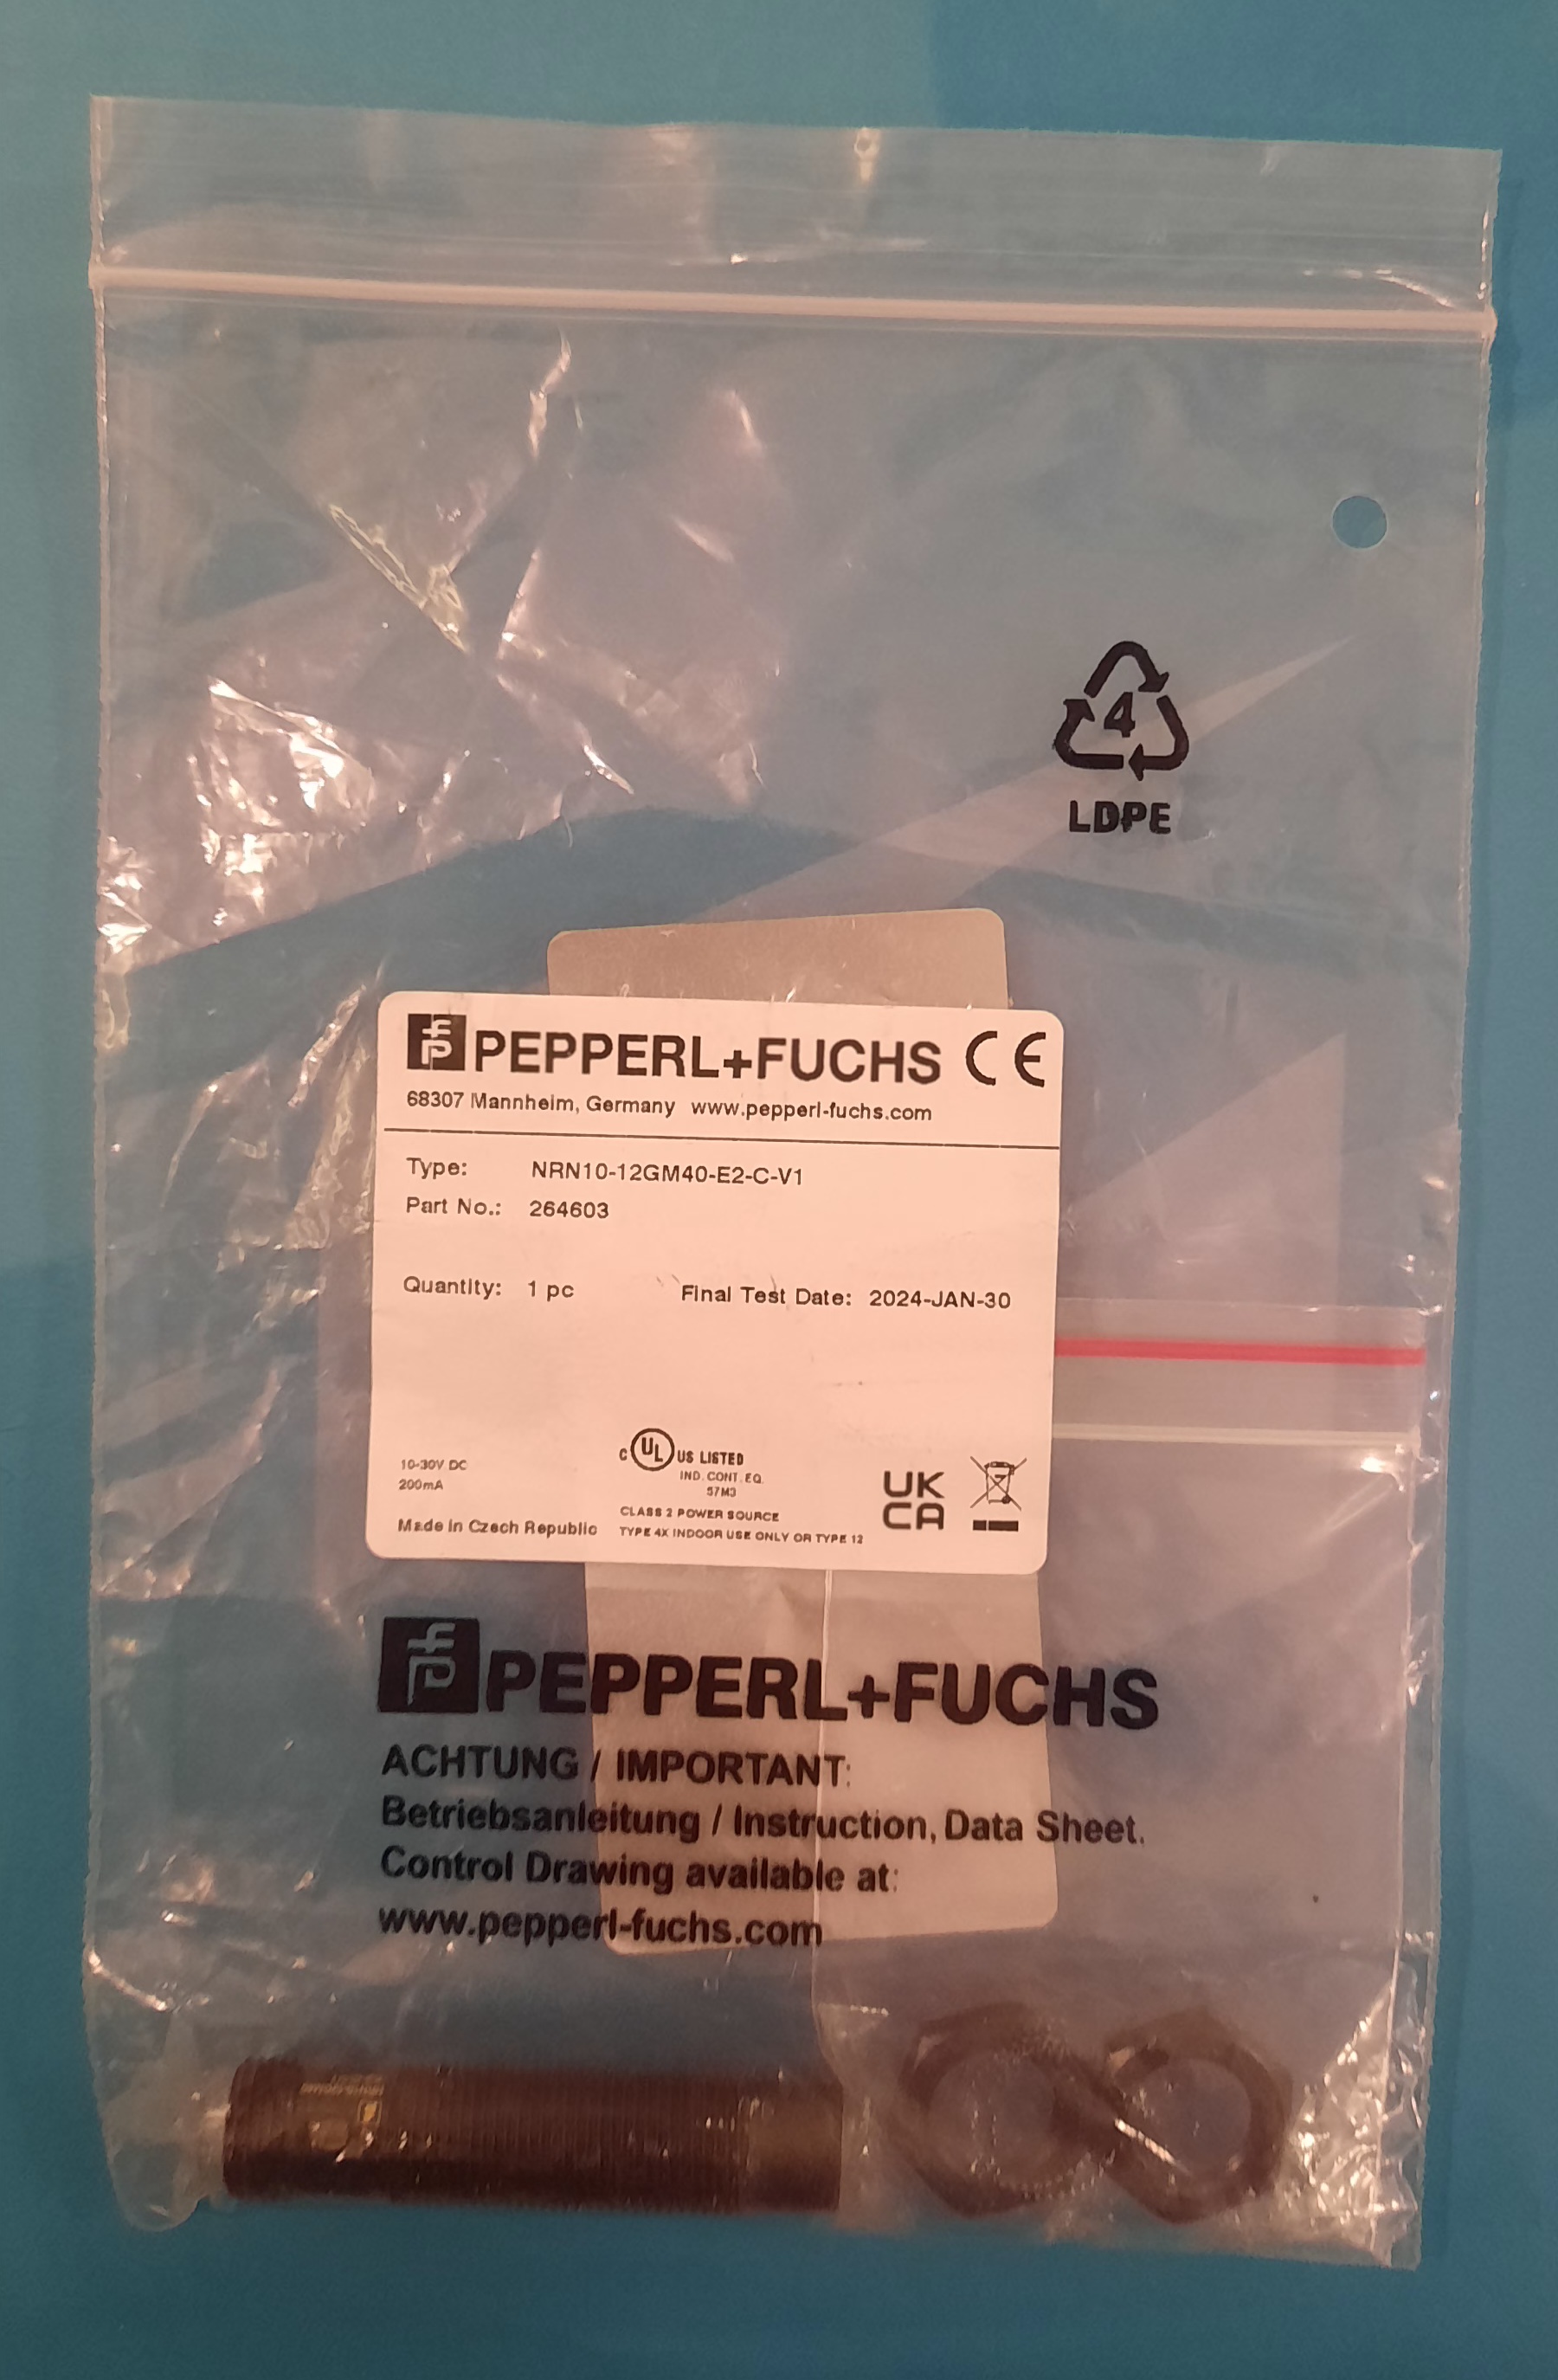 4
LDPE
PEPPERL+FUCHS CE
68307 Mannheim, Germany www.pepperl-fuchs.com
Type: NRN10-12GM40-E2-C-V1
Part No.: 264603
Quantity: 1 pc Final Test Date: 2024-JAN-30
10-30V DC
200mA
Made in Czech Republic
C UL US LISTED
IND. CONT. EQ.
57M3
CLASS 2 POWER SOURCE
TYPE 4X INDOOR USE ONLY OR TYPE 12
UK
CA
PEPPERL+FUCHS
ACHTUNG / IMPORTANT:
Betriebsanleitung / Instruction, Data Sheet.
Control Drawing available at:
www.pepperl-fuchs.com